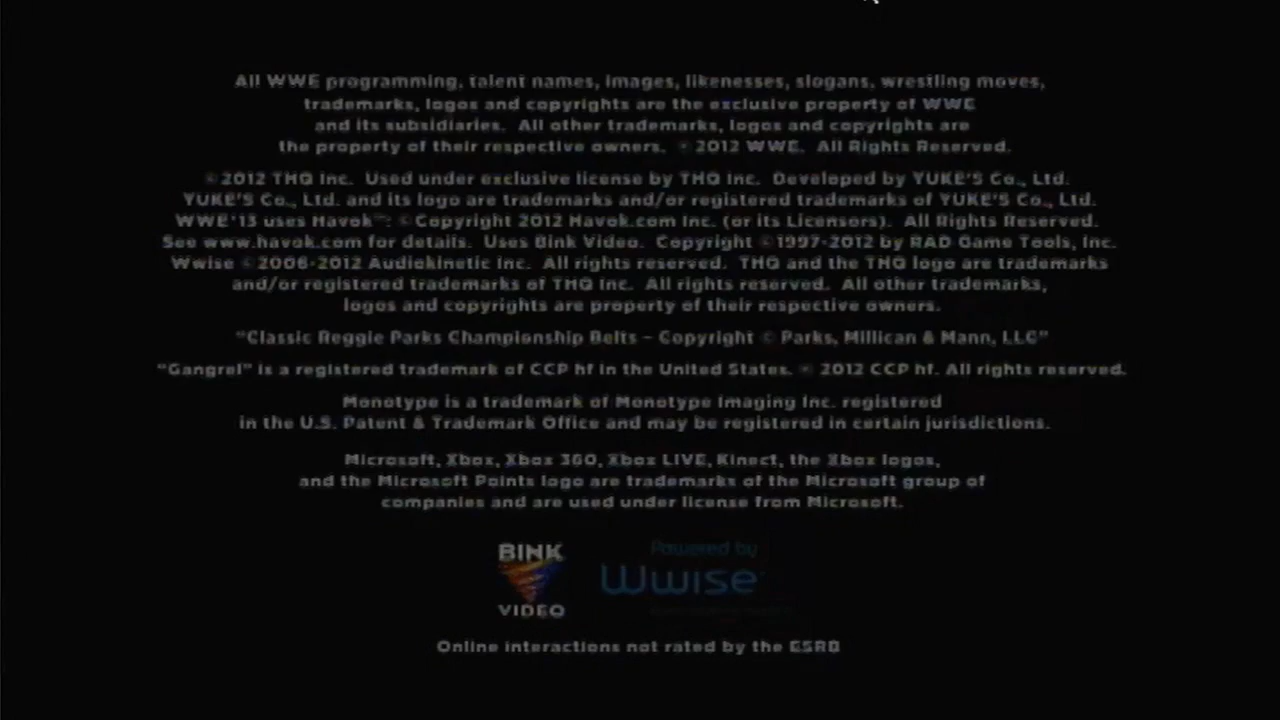 All WWE programming, talent names, images, likenesses, slogans, wrestling moves,
trademarks, logos and copyrights are the exclusive property of WWE
and its subsidiaries. All other trademarks, logos and copyrights are
the property of their respective owners. © 2012 WWE. All Rights Reserved.
©2012 THQ Inc. Used under exclusive license by THQ Inc. Developed by YUKE'S Co., Ltd.
YUKE'S Co., Ltd. and its logo are trademarks and/or registered trademarks of YUKE'S Co., Ltd.
WWE'13 uses Havok™: ©Copyright 2012 Havok.com Inc. (or its Licensors). All Rights Reserved.
See www.havok.com for details. Uses Bink Video. Copyright ©1997-2012 by RAD Game Tools, Inc.
Wwise ©2006-2012 Audiokinetic Inc. All rights reserved. THQ and the THQ logo are trademarks
and/or registered trademarks of THQ Inc. All rights reserved. All other trademarks,
logos and copyrights are property of their respective owners.
"Classic Reggie Parks Championship Belts - Copyright © Parks, Millican & Mann, LLC"
"Gangrel" is a registered trademark of CCP hf in the United States. © 2012 CCP hf. All rights reserved.
Monotype is a trademark of Monotype Imaging Inc. registered
in the U.S. Patent & Trademark Office and may be registered in certain jurisdictions.
Microsoft, Xbox, Xbox 360, Xbox LIVE, Kinect, the Xbox logos,
and the Microsoft Points logo are trademarks of the Microsoft group of
companies and are used under license from Microsoft.
BINK
VIDEO
Powered by
Wwise
Online interactions not rated by the ESRB